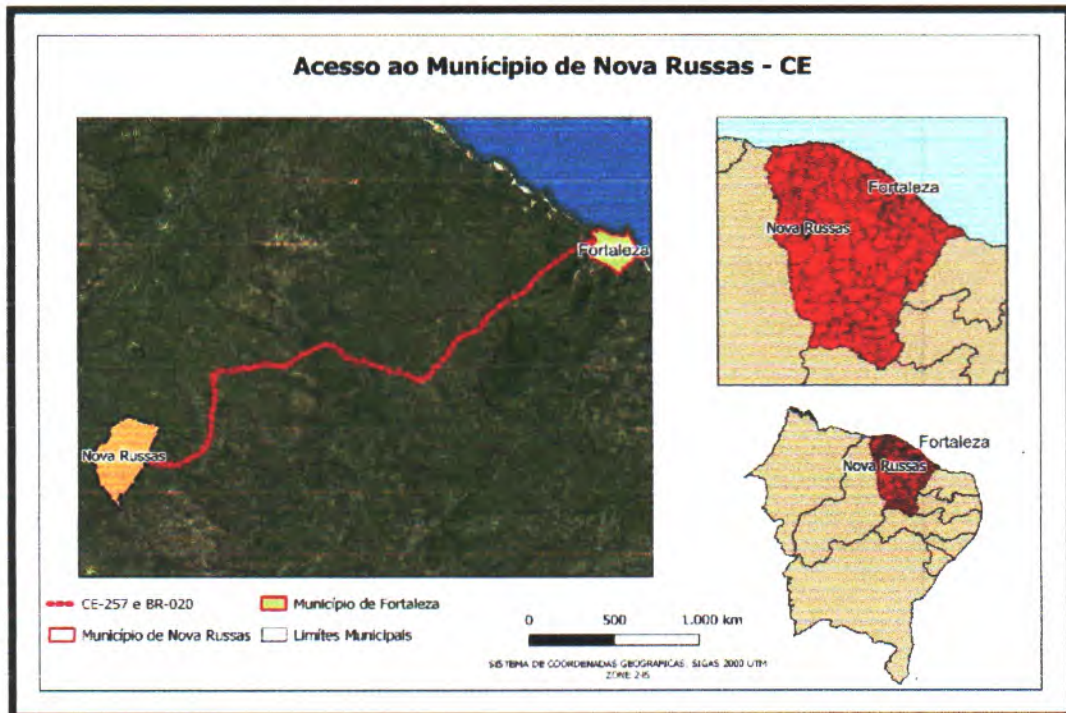 Acesso ao Munícipio de Nova Russas - CE
Fortaleza
Nova Russas
Fortaleza
Nova Russas
Fortaleza
Nova Russas
CE-257 e BR-020
Município de Fortaleza
Município de Nova Russas
Limítes Municipais
0 500 1.000 km
SISTEMA DE COORDENADAS GEOGRAFICAS, SIGAS 2000 UTM
ZONE